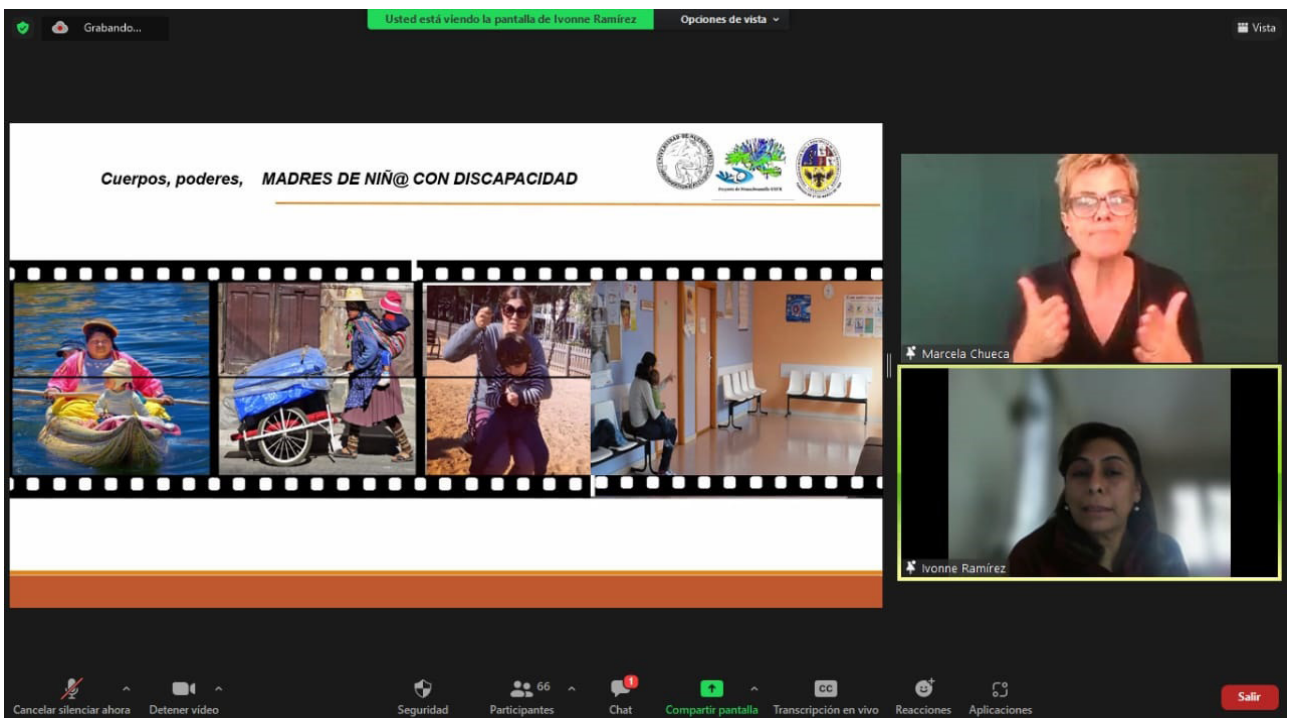 Grabando...
Usted está viendo la pantalla de Ivonne Ramírez
Opciones de vista
Vista
Cuerpos, poderes, MADRES DE NIÑ@ CON DISCAPACIDAD
Marcela Chueca
Ivonne Ramírez
Cancelar silenciar ahora
Detener vídeo
Seguridad
66
Participantes
1
Chat
Compartir pantalla
CC
Transcripción en vivo
Reacciones
Aplicaciones
Salir